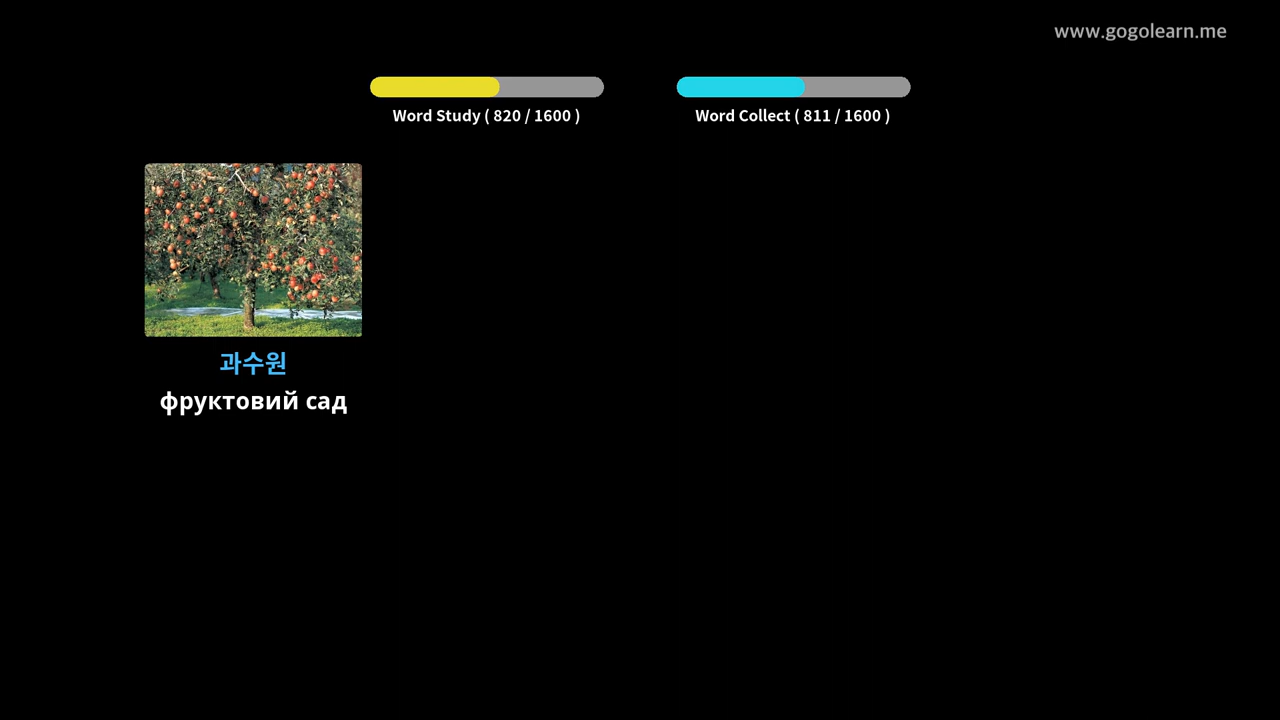 www.gogolearn.me
Word Study ( 820 / 1600 )
Word Collect ( 811 / 1600 )
과수원
фруктовий сад